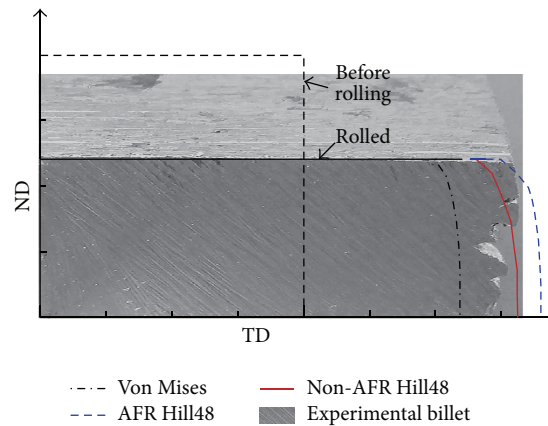 Before
rolling
Rolled
ND
TD
Von Mises
Non-AFR Hill48
AFR Hill48
Experimental billet